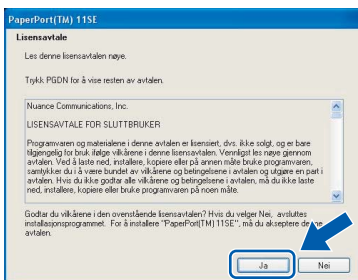 PaperPort(TM) 11SE
Lisensavtale
Les denne lisensavtalen nøye.
Trykk PGDN for å vise resten av avtalen.
Nuance Communications, Inc.
LISENSAVTALE FOR SLUTTBRUKER
Programvaren og materialene i denne avtalen er lisensiert, dvs. ikke solgt, og er bare
tilgjengelig for bruk ifølge vilkårene i denne lisensavtalen. Vennligst les nøye gjennom
avtalen. Ved å laste ned, installere, kopiere eller på annen måte bruke programvaren,
samtykker du i å være bundet av vilkårene og betingelsene i avtalen og utgjøre en part i
avtalen. Hvis du ikke godtar alle vilkårene og betingelsene i avtalen, må du ikke laste
ned, installere, kopiere eller bruke programvaren på noen måte.
Godtar du vilkårene i den ovenstående lisensavtalen? Hvis du velger Nei, avsluttes
installasjonsprogrammet. For å installere "PaperPort(TM) 11SE", må du akseptere denne
avtalen.
Ja
Nei